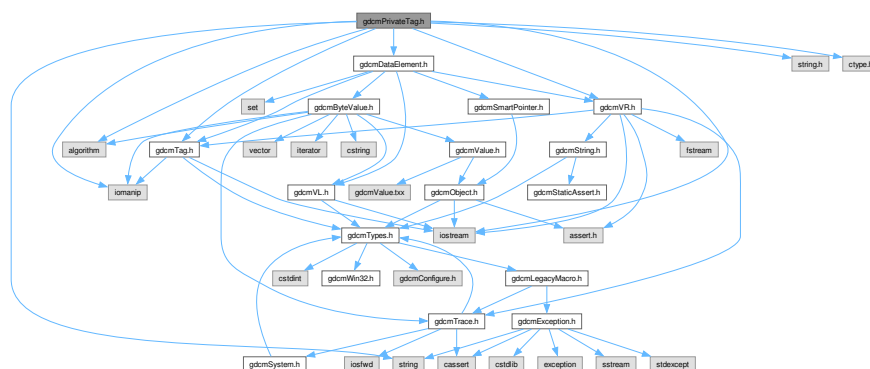 gdcmPrivateTag.h
gdcmDataElement.h
string.h
ctype.h
set
gdcmByteValue.h
gdcmSmartPointer.h
gdcmVR.h
algorithm
gdcmTag.h
vector
iterator
cstring
gdcmValue.h
gdcmString.h
fstream
iomanip
gdcmVL.h
gdcmValue.txx
gdcmObject.h
gdcmStaticAssert.h
gdcmTypes.h
iostream
assert.h
cstdint
gdcmWin32.h
gdcmConfigure.h
gdcmLegacyMacro.h
gdcmTrace.h
gdcmException.h
gdcmSystem.h
iosfwd
string
cassert
cstdlib
exception
sstream
stdexcept